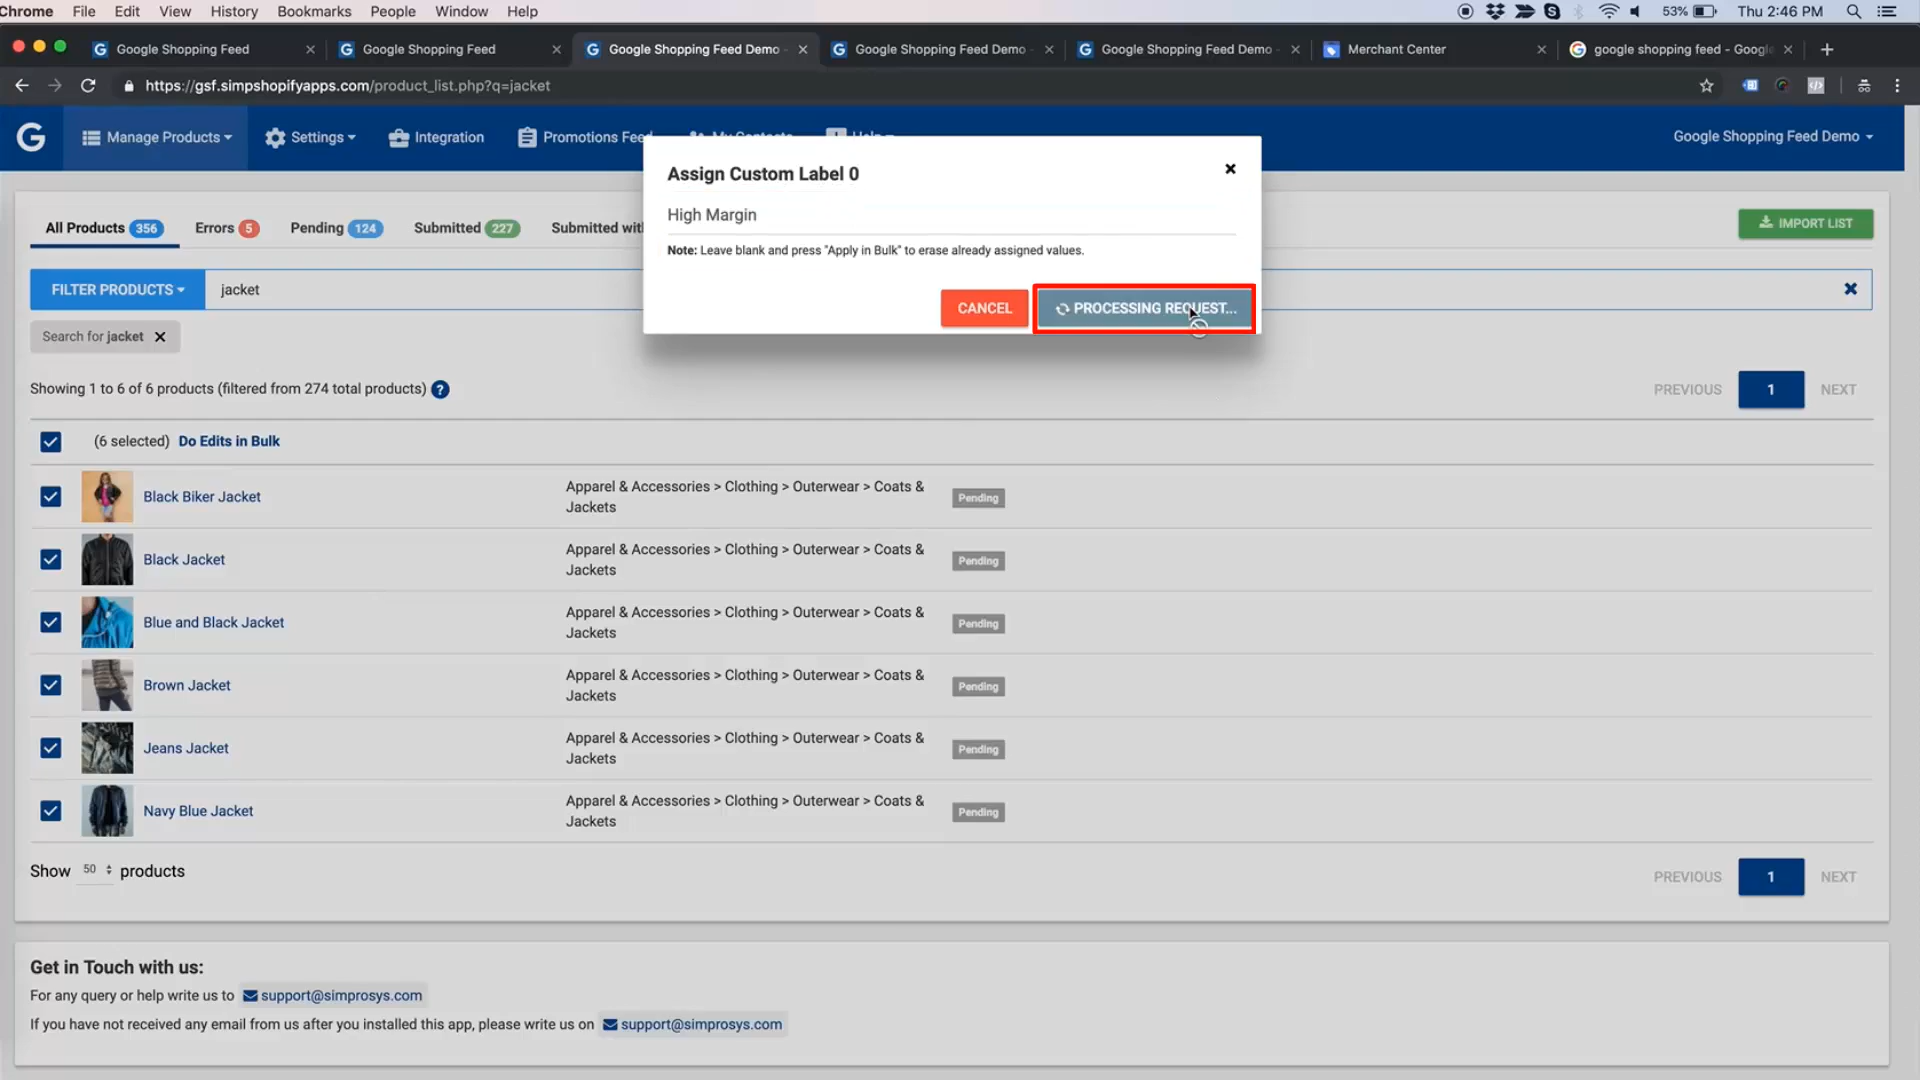 Chrome File Edit View History Bookmarks People Window Help 53% Thu 2:46 PM
Google Shopping Feed Google Shopping Feed Google Shopping Feed Demo - Google Shopping Feed Demo - Google Shopping Feed Demo - Merchant Center google shopping feed - Google
https://gsf.simpshopifyapps.com/product_list.php?q=jacket
G Manage Products Settings Integration Promotions Feed My Contacts Help Google Shopping Feed Demo
Assign Custom Label 0
High Margin
Note: Leave blank and press "Apply in Bulk" to erase already assigned values.
CANCEL PROCESSING REQUEST...
All Products 356 Errors 5 Pending 124 Submitted 227 Submitted wit IMPORT LIST
FILTER PRODUCTS jacket
Search for jacket
Showing 1 to 6 of 6 products (filtered from 274 total products) ? PREVIOUS 1 NEXT
(6 selected) Do Edits in Bulk
Black Biker Jacket Apparel & Accessories > Clothing > Outerwear > Coats & Jackets Pending
Black Jacket Apparel & Accessories > Clothing > Outerwear > Coats & Jackets Pending
Blue and Black Jacket Apparel & Accessories > Clothing > Outerwear > Coats & Jackets Pending
Brown Jacket Apparel & Accessories > Clothing > Outerwear > Coats & Jackets Pending
Jeans Jacket Apparel & Accessories > Clothing > Outerwear > Coats & Jackets Pending
Navy Blue Jacket Apparel & Accessories > Clothing > Outerwear > Coats & Jackets Pending
Show 50 products PREVIOUS 1 NEXT
Get in Touch with us:
For any query or help write us to support@simprosys.com
If you have not received any email from us after you installed this app, please write us on support@simprosys.com